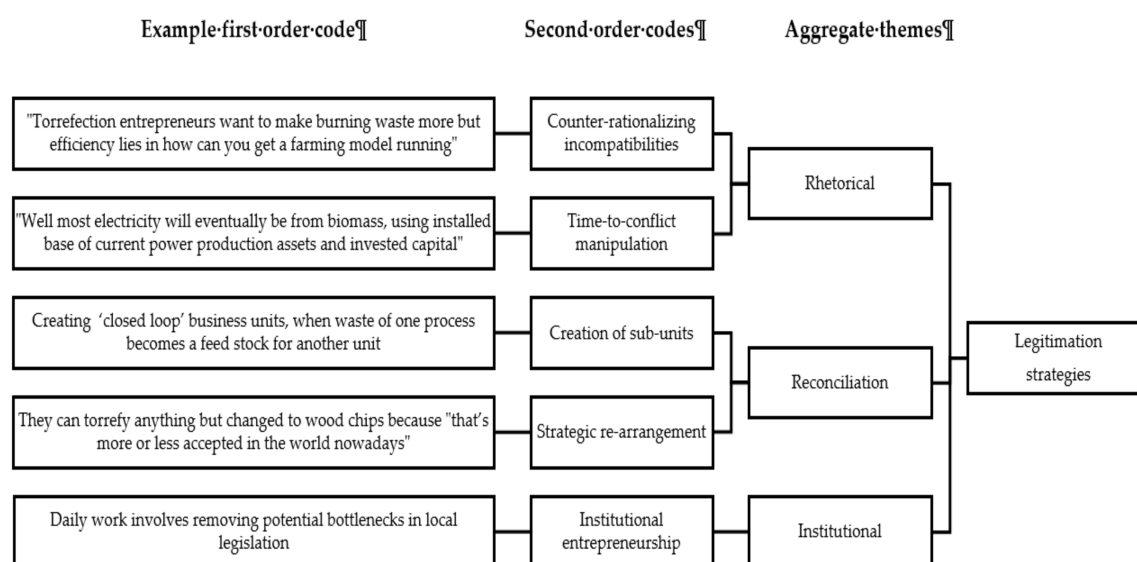 Example·first·order·code¶
Second·order·codes¶
Aggregate·themes¶
"Torrefection entrepreneurs want to make burning waste more but
efficiency lies in how can you get a farming model running"
Counter-rationalizing
incompatibilities
Rhetorical
"Well most electricity will eventually be from biomass, using installed
base of current power production assets and invested capital"
Time-to-conflict
manipulation
Creating ‘closed loop’ business units, when waste of one process
becomes a feed stock for another unit
Creation of sub-units
Reconciliation
Legitimation
strategies
They can torrefy anything but changed to wood chips because "that’s
more or less accepted in the world nowadays"
Strategic re-arrangement
Daily work involves removing potential bottlenecks in local
legislation
Institutional
entrepreneurship
Institutional